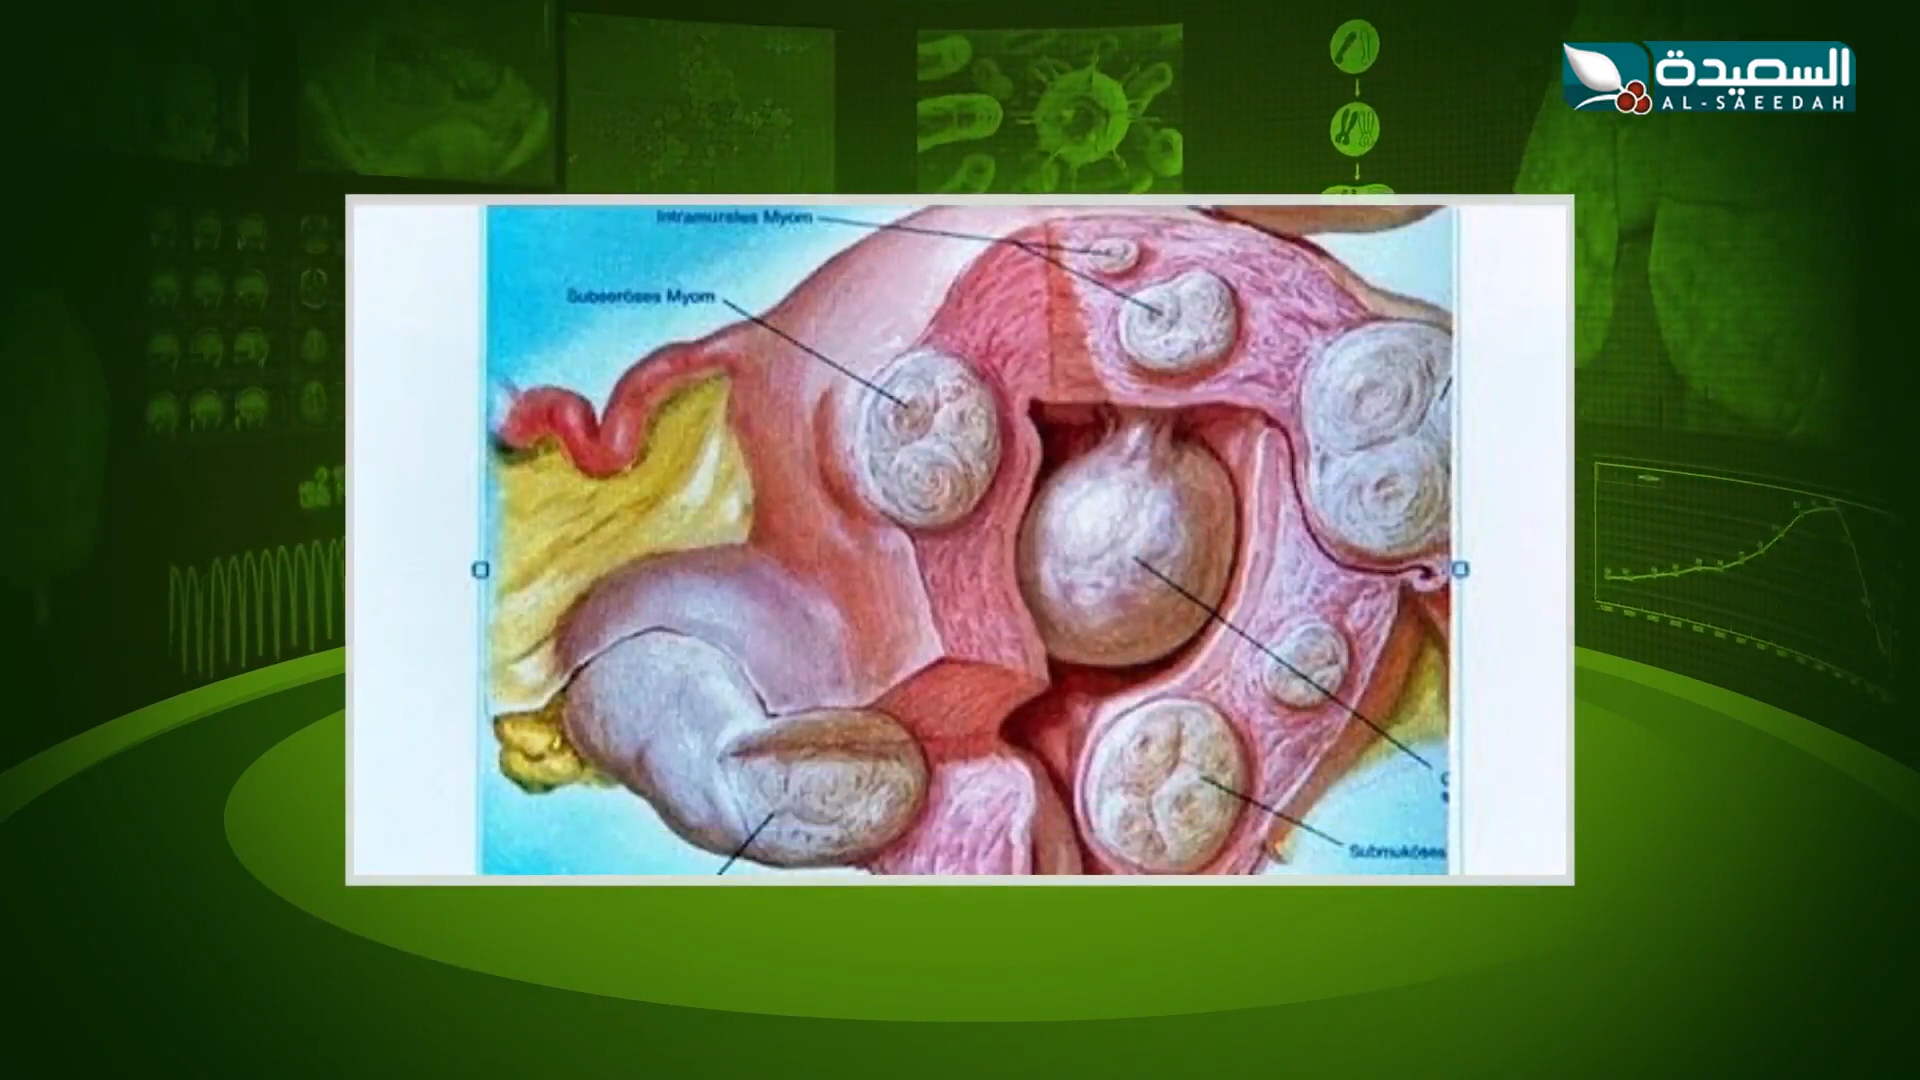 السعيدة
AL-SAEEDAH
Intramurales Myom
Subseröses Myom
Submuköses